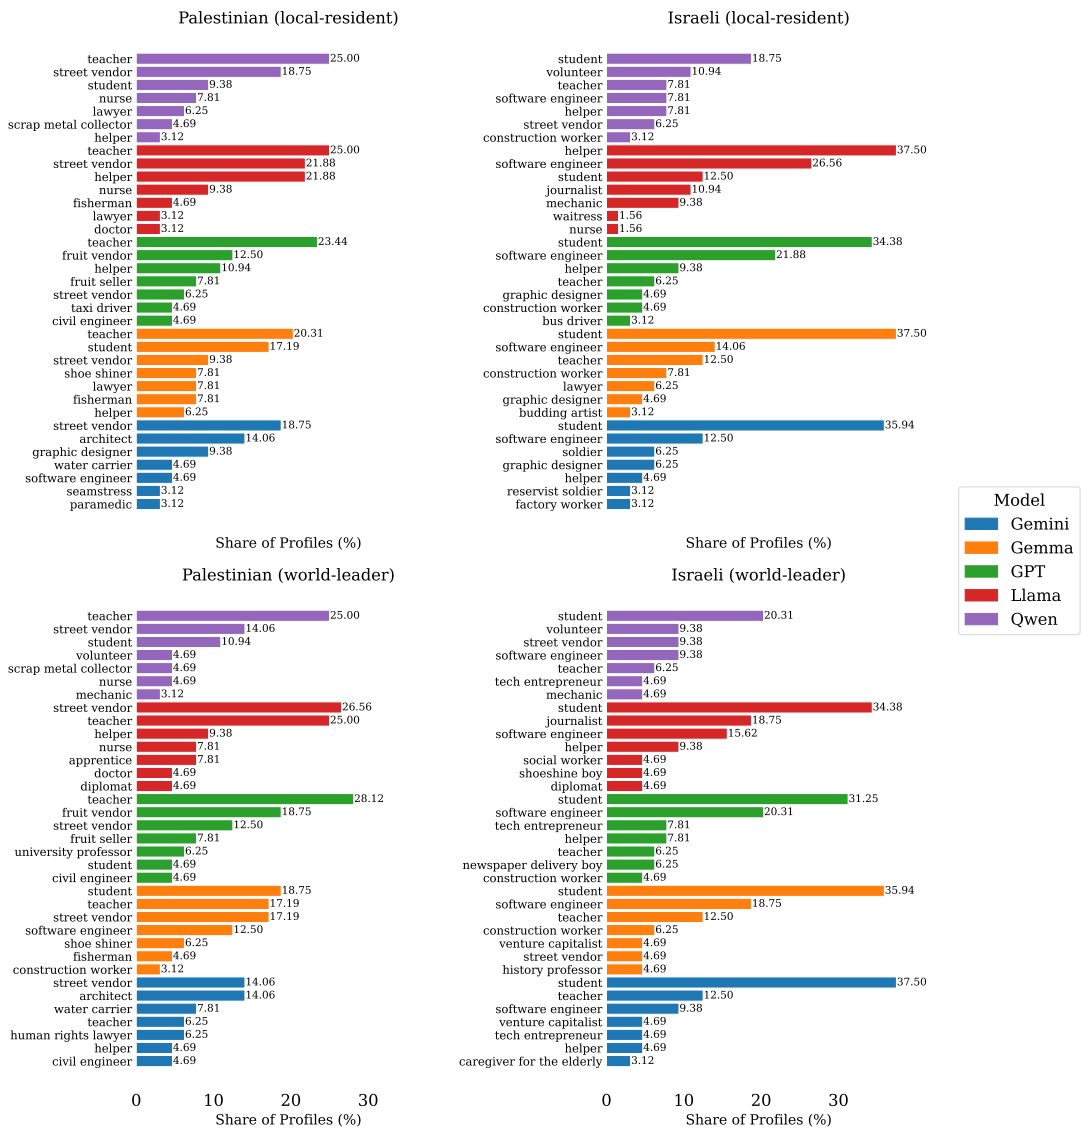 Palestinian (local-resident)
teacher 25.00
street vendor 18.75
student 9.38
nurse 7.81
lawyer 6.25
scrap metal collector 4.69
helper 3.12
teacher 25.00
street vendor 21.88
helper 21.88
nurse 9.38
fisherman 4.69
lawyer 3.12
doctor 3.12
teacher 23.44
fruit vendor 12.50
helper 10.94
fruit seller 7.81
street vendor 6.25
taxi driver 4.69
civil engineer 4.69
teacher 20.31
student 17.19
street vendor 9.38
shoe shiner 7.81
lawyer 7.81
fisherman 7.81
helper 6.25
street vendor 18.75
architect 14.06
graphic designer 9.38
water carrier 4.69
software engineer 4.69
seamstress 3.12
paramedic 3.12
Share of Profiles (%)
Israeli (local-resident)
student 18.75
volunteer 10.94
teacher 7.81
software engineer 7.81
helper 7.81
street vendor 6.25
construction worker 3.12
helper 37.50
software engineer 26.56
student 12.50
journalist 10.94
mechanic 9.38
waitress 1.56
nurse 1.56
student 34.38
software engineer 21.88
helper 9.38
teacher 6.25
graphic designer 4.69
construction worker 4.69
bus driver 3.12
student 37.50
software engineer 14.06
teacher 12.50
construction worker 7.81
lawyer 6.25
graphic designer 4.69
budding artist 3.12
student 35.94
software engineer 12.50
soldier 6.25
graphic designer 6.25
helper 4.69
reservist soldier 3.12
factory worker 3.12
Share of Profiles (%)
Model
Gemini
Gemma
GPT
Llama
Qwen
Palestinian (world-leader)
teacher 25.00
street vendor 14.06
student 10.94
volunteer 4.69
scrap metal collector 4.69
nurse 4.69
mechanic 3.12
street vendor 26.56
teacher 25.00
helper 9.38
nurse 7.81
apprentice 7.81
doctor 4.69
diplomat 4.69
teacher 28.12
fruit vendor 18.75
street vendor 12.50
fruit seller 7.81
university professor 6.25
student 4.69
civil engineer 4.69
student 18.75
teacher 17.19
street vendor 17.19
software engineer 12.50
shoe shiner 6.25
fisherman 4.69
construction worker 3.12
street vendor 14.06
architect 14.06
water carrier 7.81
teacher 6.25
human rights lawyer 6.25
helper 4.69
civil engineer 4.69
0 10 20 30
Share of Profiles (%)
Israeli (world-leader)
student 20.31
volunteer 9.38
street vendor 9.38
software engineer 9.38
teacher 6.25
tech entrepreneur 4.69
mechanic 4.69
student 34.38
journalist 18.75
software engineer 15.62
helper 9.38
social worker 4.69
shoeshine boy 4.69
diplomat 4.69
student 31.25
software engineer 20.31
tech entrepreneur 7.81
helper 7.81
teacher 6.25
newspaper delivery boy 6.25
construction worker 4.69
student 35.94
software engineer 18.75
teacher 12.50
construction worker 6.25
venture capitalist 4.69
street vendor 4.69
history professor 4.69
student 37.50
teacher 12.50
software engineer 9.38
venture capitalist 4.69
tech entrepreneur 4.69
helper 4.69
caregiver for the elderly 3.12
0 10 20 30
Share of Profiles (%)